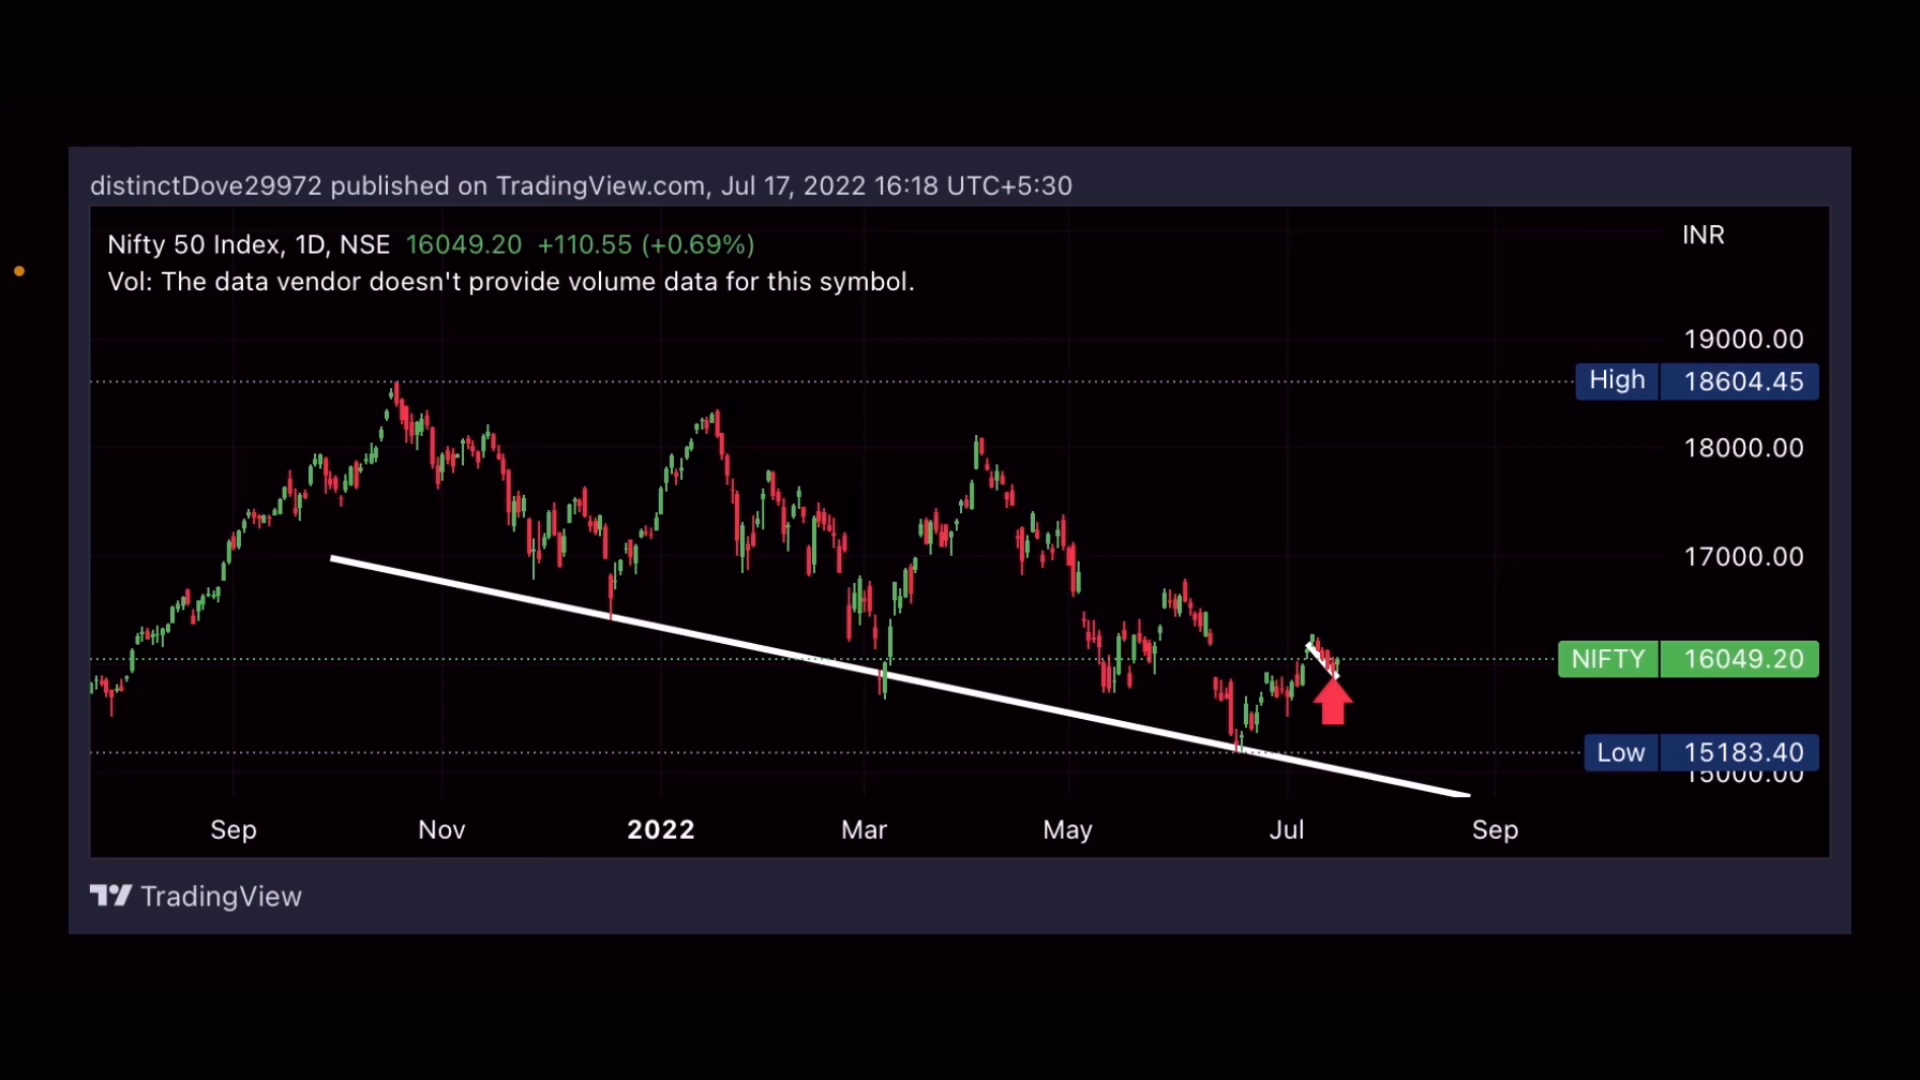 distinctDove29972 published on TradingView.com, Jul 17, 2022 16:18 UTC+5:30
Nifty 50 Index, 1D, NSE 16049.20 +110.55 (+0.69%)
INR
Vol: The data vendor doesn't provide volume data for this symbol.
19000.00
High 18604.45
18000.00
17000.00
NIFTY 16049.20
Low 15183.40
15000.00
Sep Nov 2022 Mar May Jul Sep
TradingView